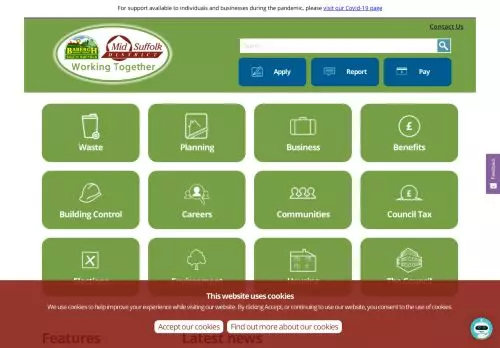 For support available to individuals and businesses during the pandemic, please visit our Covid-19 page
Contact Us
BABERGH
Mid Suffolk
DISTRICT
Working Together
Search
Apply
Report
Pay
Waste
Planning
Business
Benefits
Feedback
Building Control
Careers
Communities
Council Tax
Elections
Environment
Housing
The Council
This website uses cookies
We use cookies to help improve your experience while visiting our website. By clicking Accept, or continuing to use our website, you consent to the use of cookies.
Accept our cookies
Find out more about our cookies
Features
Latest news